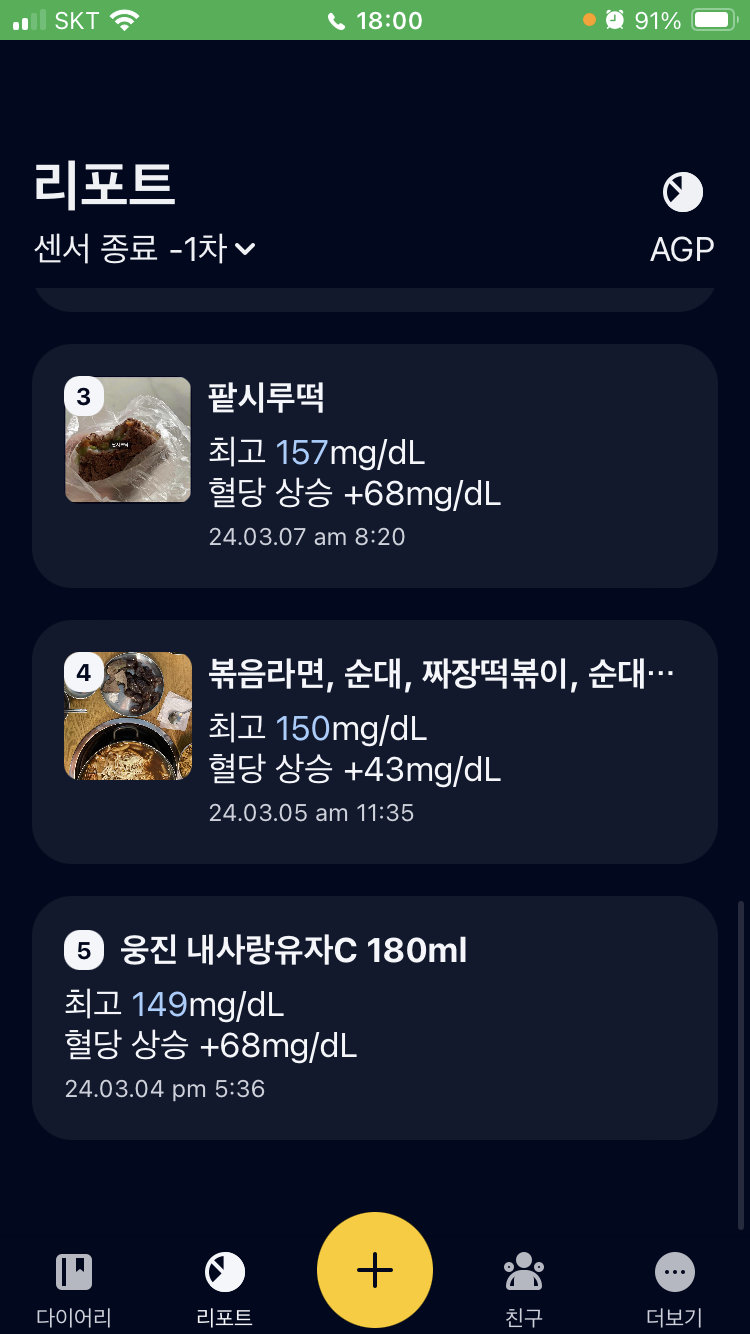 SKT 18:00 91%
리포트
센서 종료 -1차
AGP
3
팥시루떡
최고 157mg/dL
혈당 상승 +68mg/dL
24.03.07 am 8:20
4
볶음라면, 순대, 짜장떡볶이, 순대…
최고 150mg/dL
혈당 상승 +43mg/dL
24.03.05 am 11:35
5 웅진 내사랑유자C 180ml
최고 149mg/dL
혈당 상승 +68mg/dL
24.03.04 pm 5:36
다이어리 리포트 친구 더보기